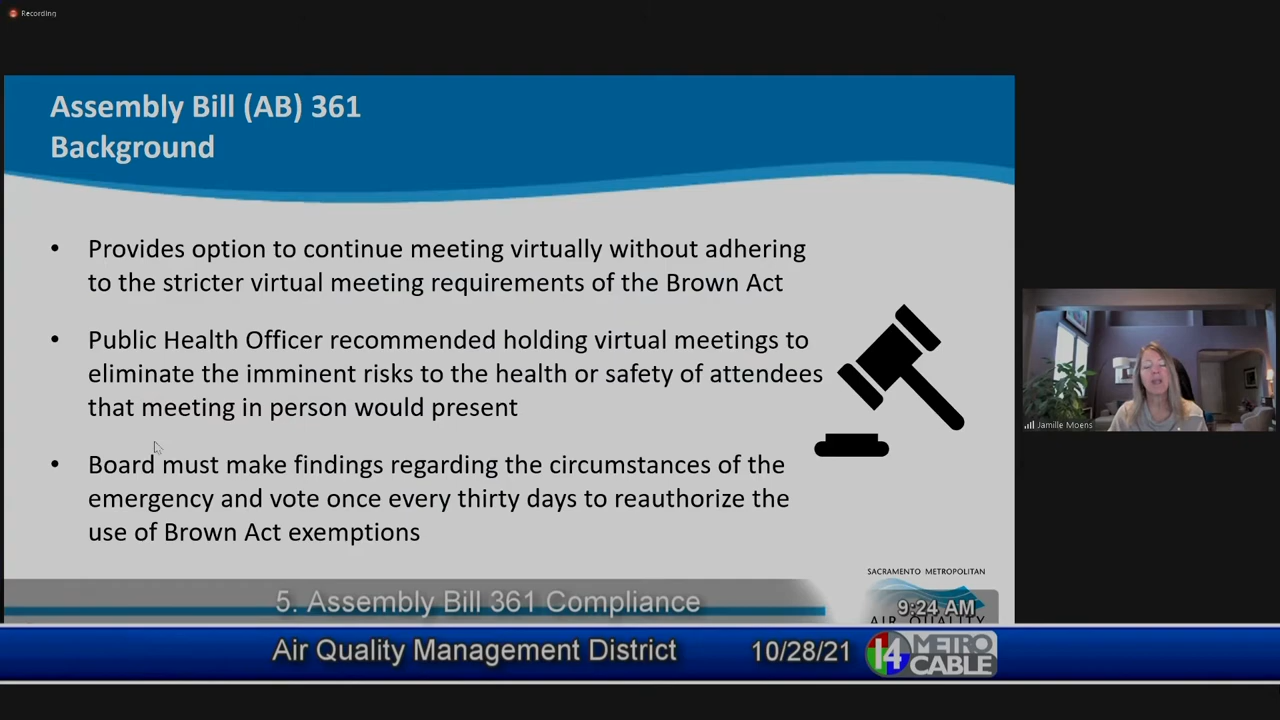 Recording
Assembly Bill (AB) 361
Background
• Provides option to continue meeting virtually without adhering
to the stricter virtual meeting requirements of the Brown Act
• Public Health Officer recommended holding virtual meetings to
eliminate the imminent risks to the health or safety of attendees
that meeting in person would present
• Board must make findings regarding the circumstances of the
emergency and vote once every thirty days to reauthorize the
use of Brown Act exemptions
Jamille Moens
SACRAMENTO METROPOLITAN
AIR QUALITY
5. Assembly Bill 361 Compliance
9:24 AM
Air Quality Management District
10/28/21
14 METRO
CABLE